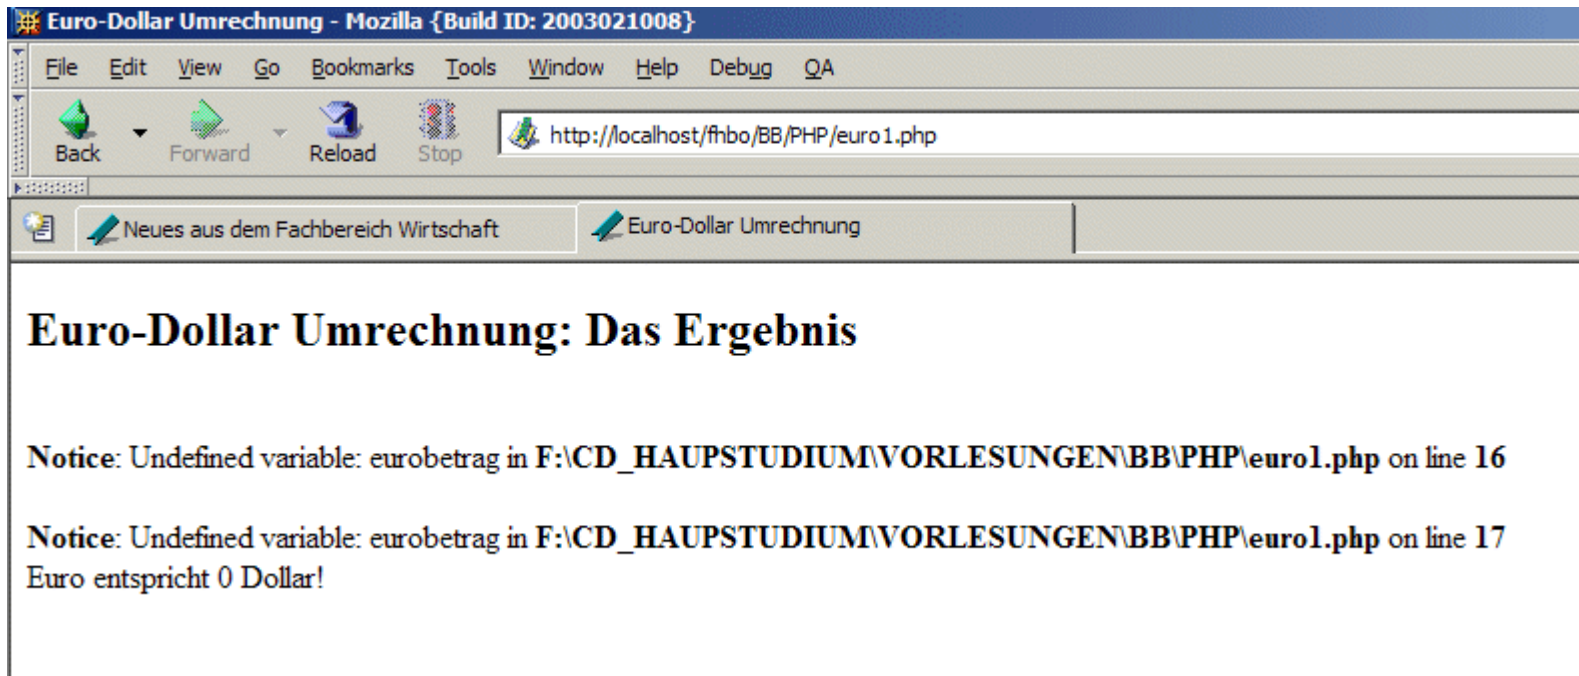 Euro-Dollar Umrechnung - Mozilla {Build ID: 2003021008}
File Edit View Go Bookmarks Tools Window Help Debug QA
Back Forward Reload Stop http://localhost/fhbo/BB/PHP/euro1.php
Neues aus dem Fachbereich Wirtschaft Euro-Dollar Umrechnung
Euro-Dollar Umrechnung: Das Ergebnis
Notice: Undefined variable: eurobetrag in F:\CD_HAUPSTUDIUM\VORLESUNGEN\BB\PHP\euro1.php on line 16
Notice: Undefined variable: eurobetrag in F:\CD_HAUPSTUDIUM\VORLESUNGEN\BB\PHP\euro1.php on line 17
Euro entspricht 0 Dollar!